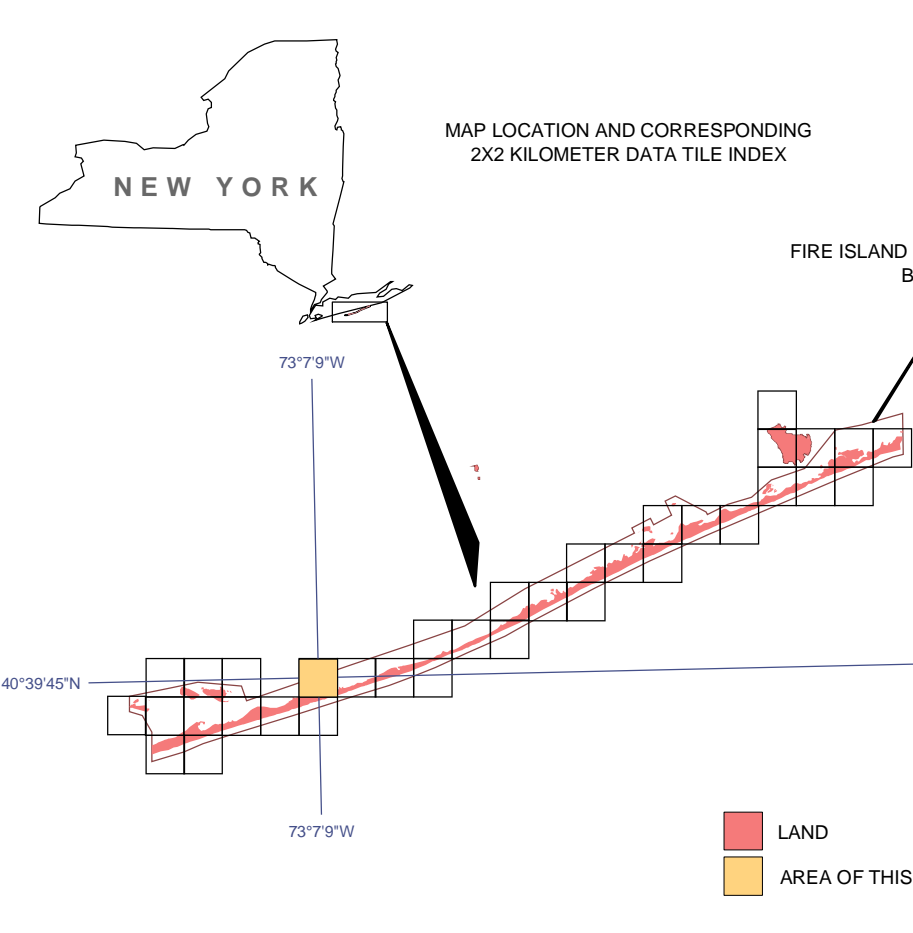 MAP LOCATION AND CORRESPONDING
2X2 KILOMETER DATA TILE INDEX
NEW YORK
FIRE ISLAND
B
73°7'9"W
40°39'45"N
73°7'9"W
LAND
AREA OF THIS